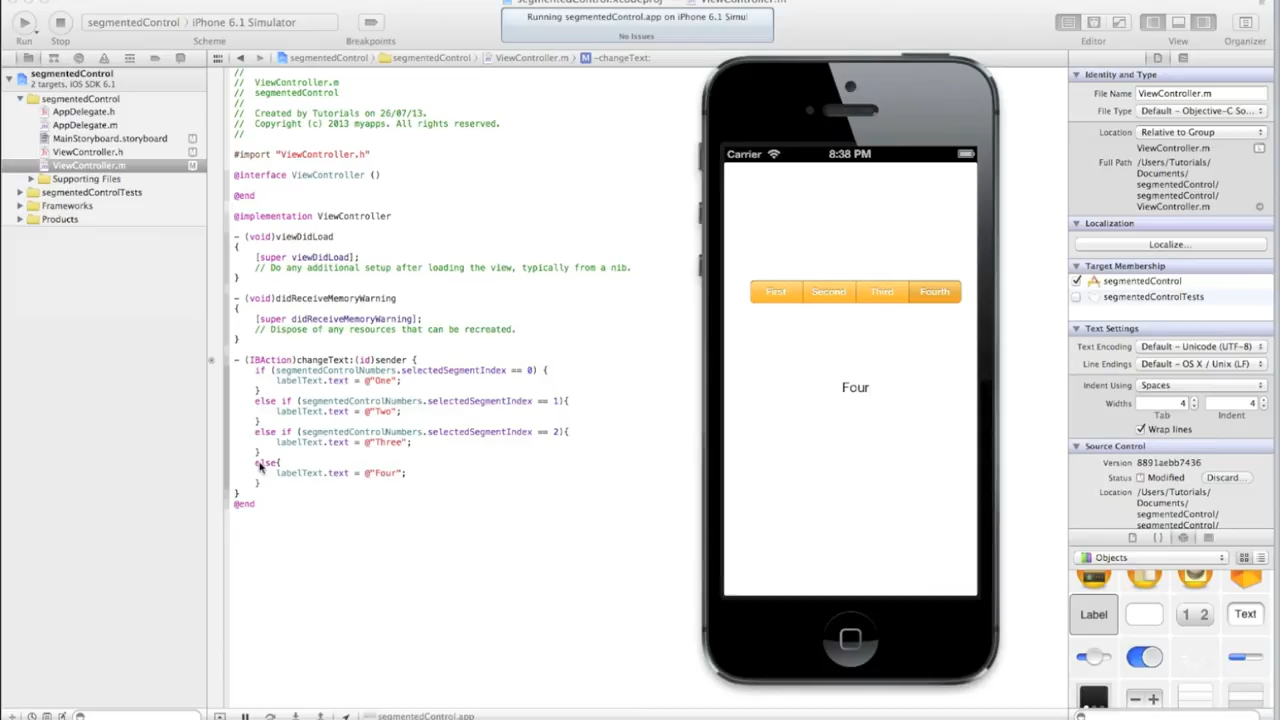 segmentedControl.xcodeproj
ViewController.m
segmentedControl
iPhone 6.1 Simulator
Running segmentedControl.app on iPhone 6.1 Simul
No Issues
Run
Stop
Scheme
Breakpoints
Editor
View
Organizer
segmentedControl
segmentedControl
ViewController.m
M
-changeText:
segmentedControl
2 targets, iOS SDK 6.1
segmentedControl
AppDelegate.h
AppDelegate.m
MainStoryboard.storyboard
ViewController.h
ViewController.m
M
Supporting Files
segmentedControlTests
Frameworks
Products
//
// ViewController.m
// segmentedControl
//
// Created by Tutorials on 26/07/13.
// Copyright (c) 2013 myapps. All rights reserved.
//
#import "ViewController.h"
@interface ViewController ()
@end
@implementation ViewController
- (void)viewDidLoad
{
[super viewDidLoad];
// Do any additional setup after loading the view, typically from a nib.
}
- (void)didReceiveMemoryWarning
{
[super didReceiveMemoryWarning];
// Dispose of any resources that can be recreated.
}
- (IBAction)changeText:(id)sender {
if (segmentedControlNumbers.selectedSegmentIndex == 0) {
labelText.text = @"One";
}
else if (segmentedControlNumbers.selectedSegmentIndex == 1){
labelText.text = @"Two";
}
else if (segmentedControlNumbers.selectedSegmentIndex == 2){
labelText.text = @"Three";
}
else{
labelText.text = @"Four";
}
}
@end
Carrier
8:38 PM
First
Second
Third
Fourth
Four
Identity and Type
File Name
ViewController.m
File Type
Default - Objective-C So...
Location
Relative to Group
ViewController.m
Full Path
/Users/Tutorials/
Documents/
segmentedControl/
segmentedControl/
ViewController.m
Localization
Localize...
Target Membership
segmentedControl
segmentedControlTests
Text Settings
Text Encoding
Default - Unicode (UTF-8)
Line Endings
Default - OS X / Unix (LF)
Indent Using
Spaces
Widths
4
4
Tab
Indent
Wrap lines
Source Control
Version
8891aebb7436
Status
Modified
Discard...
Location
/Users/Tutorials/
Documents/
segmentedControl/
segmentedControl/
Objects
Label
1 2
Text
segmentedControl.app